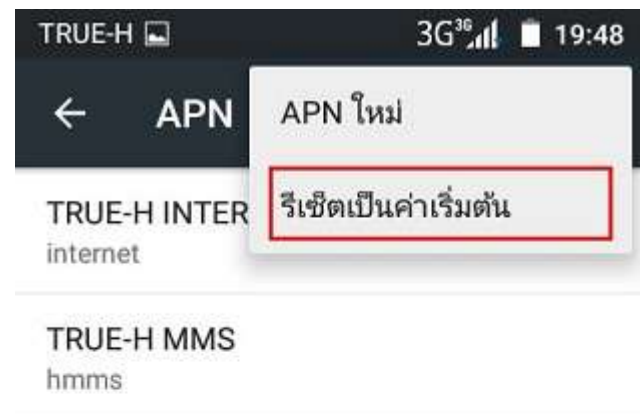 TRUE-H 3G 3G 19:48
APN
APN ใหม่
รีเซ็ตเป็นค่าเริ่มต้น
TRUE-H INTER
internet
TRUE-H MMS
hmms